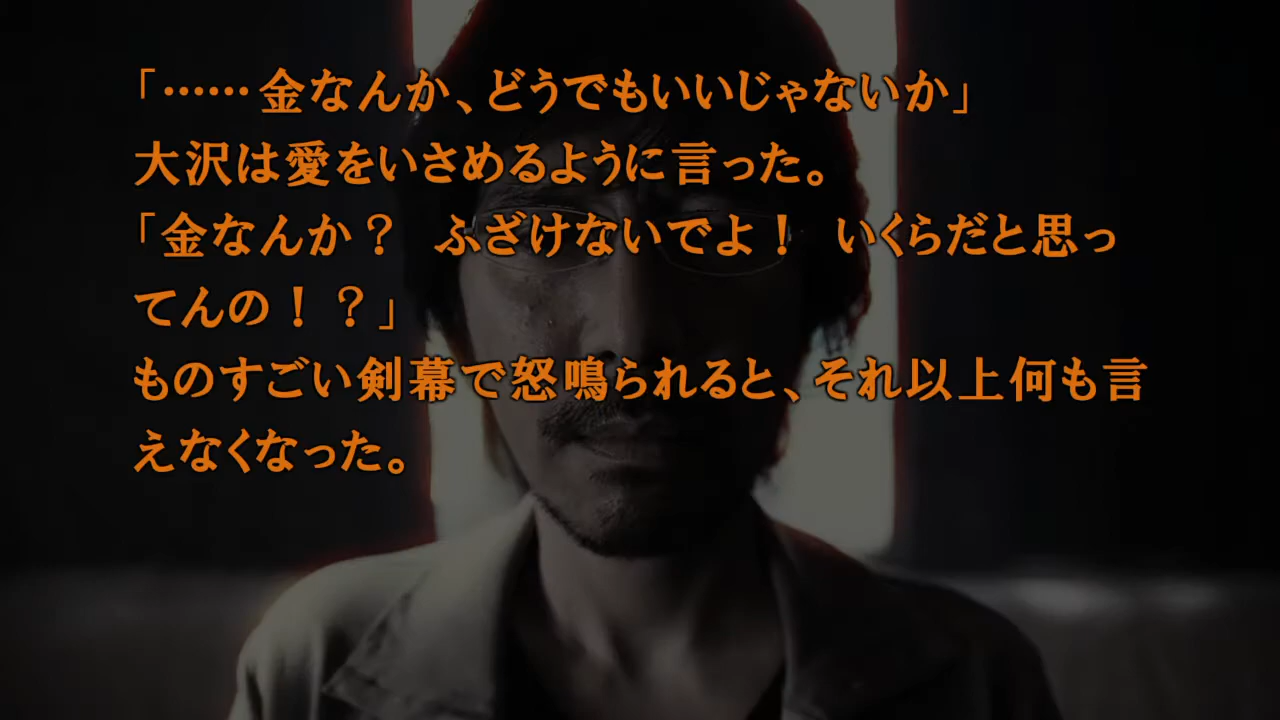 「……金なんか、どうでもいいじゃないか」
大沢は愛をいさめるように言った。
「金なんか？　ふざけないでよ！　いくらだと思っ
てんの！？」
ものすごい剣幕で怒鳴られると、それ以上何も言
えなくなった。